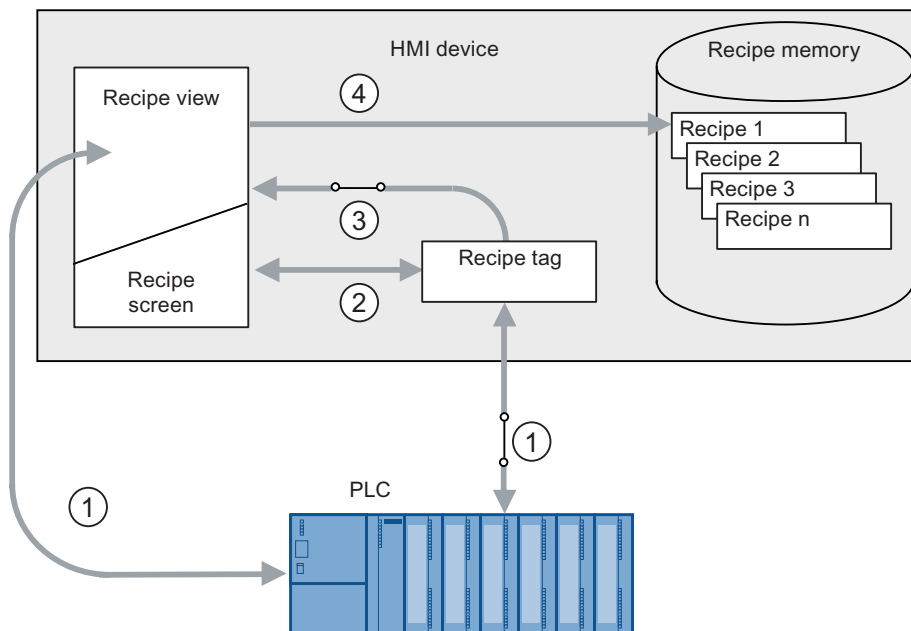 HMI device
Recipe memory
Recipe view
4
Recipe 1
Recipe 2
Recipe 3
Recipe n
3
Recipe tag
Recipe
screen
2
1
1
PLC